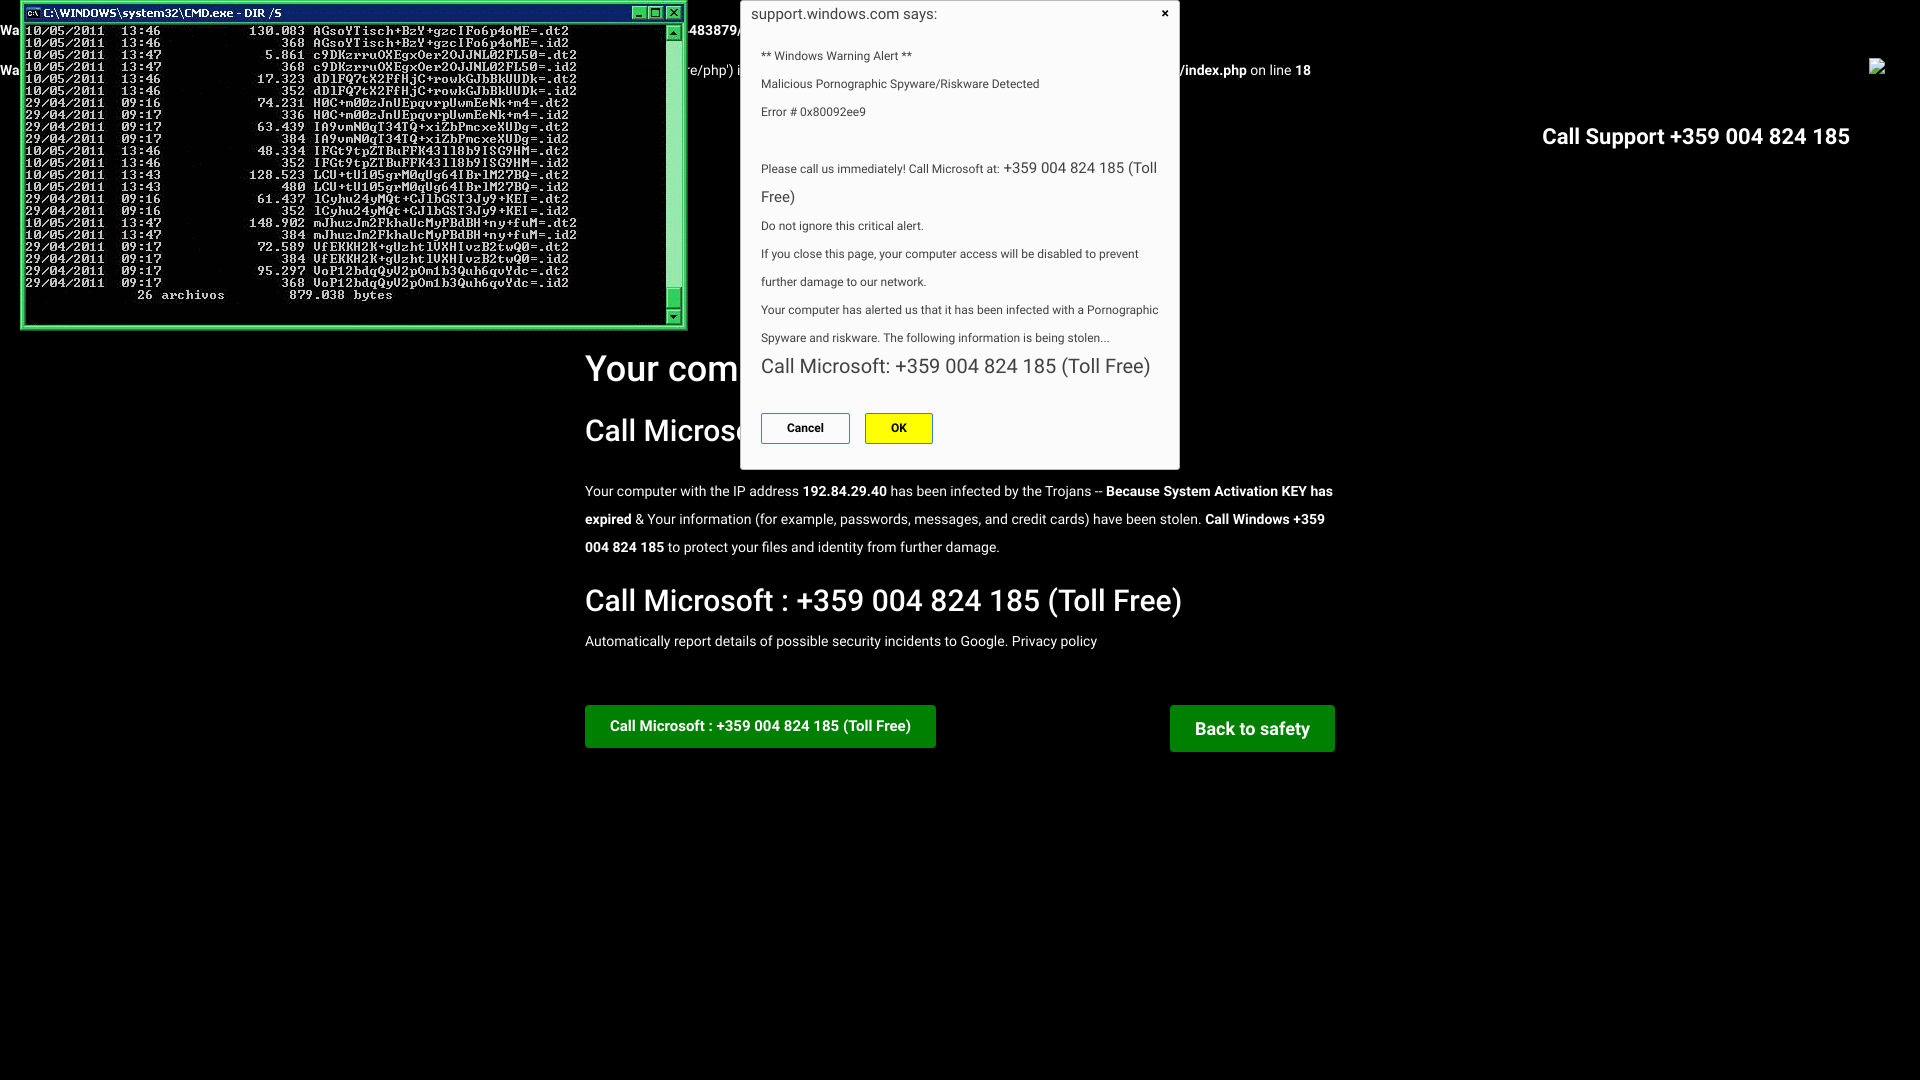 C:\WINDOWS\system32\CMD.exe - DIR /S
10/05/2011 13:46 130.083 AGsoYTisch+BzY+gzcIFo6p4oME=.dt2
10/05/2011 13:46 368 AGsoYTisch+BzY+gzcIFo6p4oME=.id2
10/05/2011 13:47 5.861 c9DKzrruOXEgxOer2OJJNL02FL50=.dt2
10/05/2011 13:47 368 c9DKzrruOXEgxOer2OJJNL02FL50=.id2
10/05/2011 13:46 17.323 dDlFQ7tX2FfHjC+rowkGJbBkUUDk=.dt2
10/05/2011 13:46 352 dDlFQ7tX2FfHjC+rowkGJbBkUUDk=.id2
29/04/2011 09:16 74.231 H0C+m00zJnUEpqvrpUwmEeNk+m4=.dt2
29/04/2011 09:17 336 H0C+m00zJnUEpqvrpUwmEeNk+m4=.id2
29/04/2011 09:17 63.439 IA9vmN0qT34TQ+xiZbPmcxeXUDg=.dt2
29/04/2011 09:17 384 IA9vmN0qT34TQ+xiZbPmcxeXUDg=.id2
10/05/2011 13:46 48.334 IFGt9tpZTBuFFK43ll8b9ISG9HM=.dt2
10/05/2011 13:46 352 IFGt9tpZTBuFFK43ll8b9ISG9HM=.id2
10/05/2011 13:43 128.523 LCU+tU105grM0qUg64IBrlM27BQ=.dt2
10/05/2011 13:43 480 LCU+tU105grM0qUg64IBrlM27BQ=.id2
29/04/2011 09:16 61.437 lCyhu24yMQt+CJlbGST3Jy9+KEI=.dt2
29/04/2011 09:16 352 lCyhu24yMQt+CJlbGST3Jy9+KEI=.id2
10/05/2011 13:47 148.902 mJhuzJm2FkhaUcMyPBdBH+ny+fuM=.dt2
10/05/2011 13:47 384 mJhuzJm2FkhaUcMyPBdBH+ny+fuM=.id2
29/04/2011 09:17 72.589 VfEKKH2K+gUzhtlVXHIvzB2twQ0=.dt2
29/04/2011 09:17 384 VfEKKH2K+gUzhtlVXHIvzB2twQ0=.id2
29/04/2011 09:17 95.297 VoP12bdqQyV2pOm1b3Quh6qvYdc=.dt2
29/04/2011 09:17 368 VoP12bdqQyV2pOm1b3Quh6qvYdc=.id2
26 archivos 879.038 bytes
Wa 483879/
Wa re/php') i /index.php on line 18
support.windows.com says:
×
** Windows Warning Alert **
Malicious Pornographic Spyware/Riskware Detected
Error # 0x80092ee9
Please call us immediately! Call Microsoft at: +359 004 824 185 (Toll
Free)
Do not ignore this critical alert.
If you close this page, your computer access will be disabled to prevent
further damage to our network.
Your computer has alerted us that it has been infected with a Pornographic
Spyware and riskware. The following information is being stolen...
Call Microsoft: +359 004 824 185 (Toll Free)
Cancel
OK
Call Support +359 004 824 185
Your com
Call Micros
Your computer with the IP address 192.84.29.40 has been infected by the Trojans -- Because System Activation KEY has
expired & Your information (for example, passwords, messages, and credit cards) have been stolen. Call Windows +359
004 824 185 to protect your files and identity from further damage.
Call Microsoft : +359 004 824 185 (Toll Free)
Automatically report details of possible security incidents to Google. Privacy policy
Call Microsoft : +359 004 824 185 (Toll Free)
Back to safety